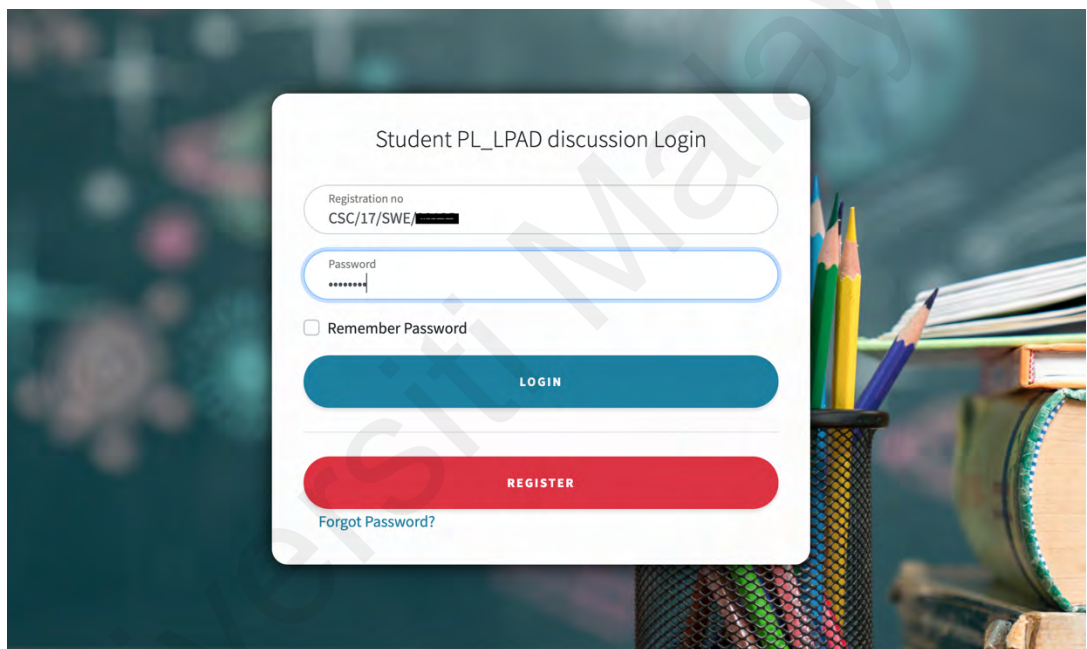 Student PL_LPAD discussion Login
Registration no
CSC/17/SWE/
Password
Remember Password
LOGIN
REGISTER
Forgot Password?